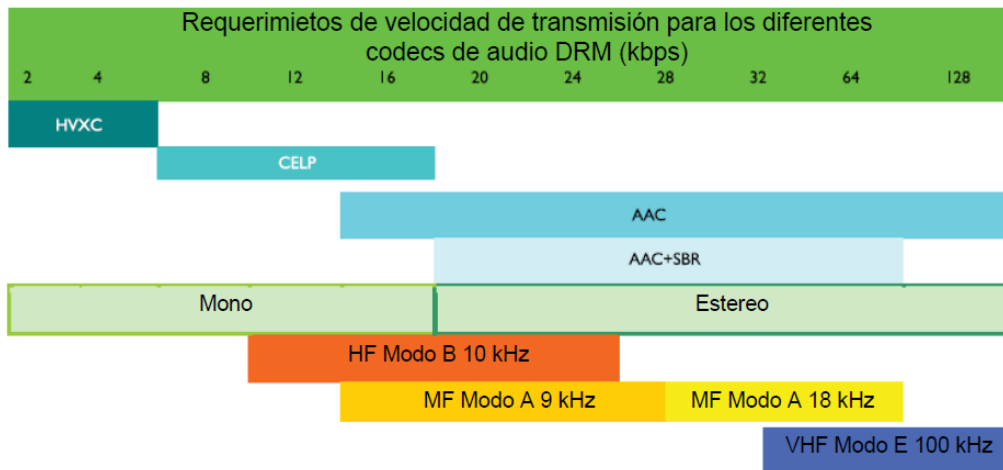 Requerimietos de velocidad de transmisión para los diferentes
codecs de audio DRM (kbps)
2 4 8 12 16 20 24 28 32 64 128
HVXC
CELP
AAC
AAC+SBR
Mono Estereo
HF Modo B 10 kHz
MF Modo A 9 kHz MF Modo A 18 kHz
VHF Modo E 100 kHz